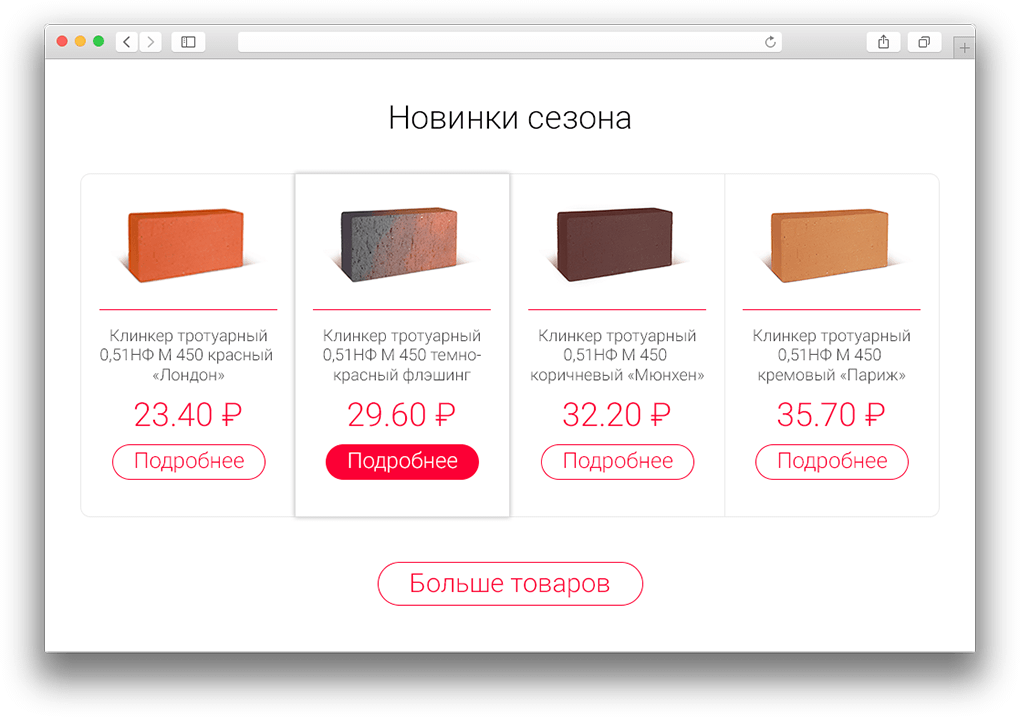 Новинки сезона
Клинкер тротуарный
0,51НФ М 450 красный
«Лондон»
23.40 ₽
Подробнее
Клинкер тротуарный
0,51НФ М 450 темно-
красный флэшинг
29.60 ₽
Подробнее
Клинкер тротуарный
0,51НФ М 450
коричневый «Мюнхен»
32.20 ₽
Подробнее
Клинкер тротуарный
0,51НФ М 450
кремовый «Париж»
35.70 ₽
Подробнее
Больше товаров